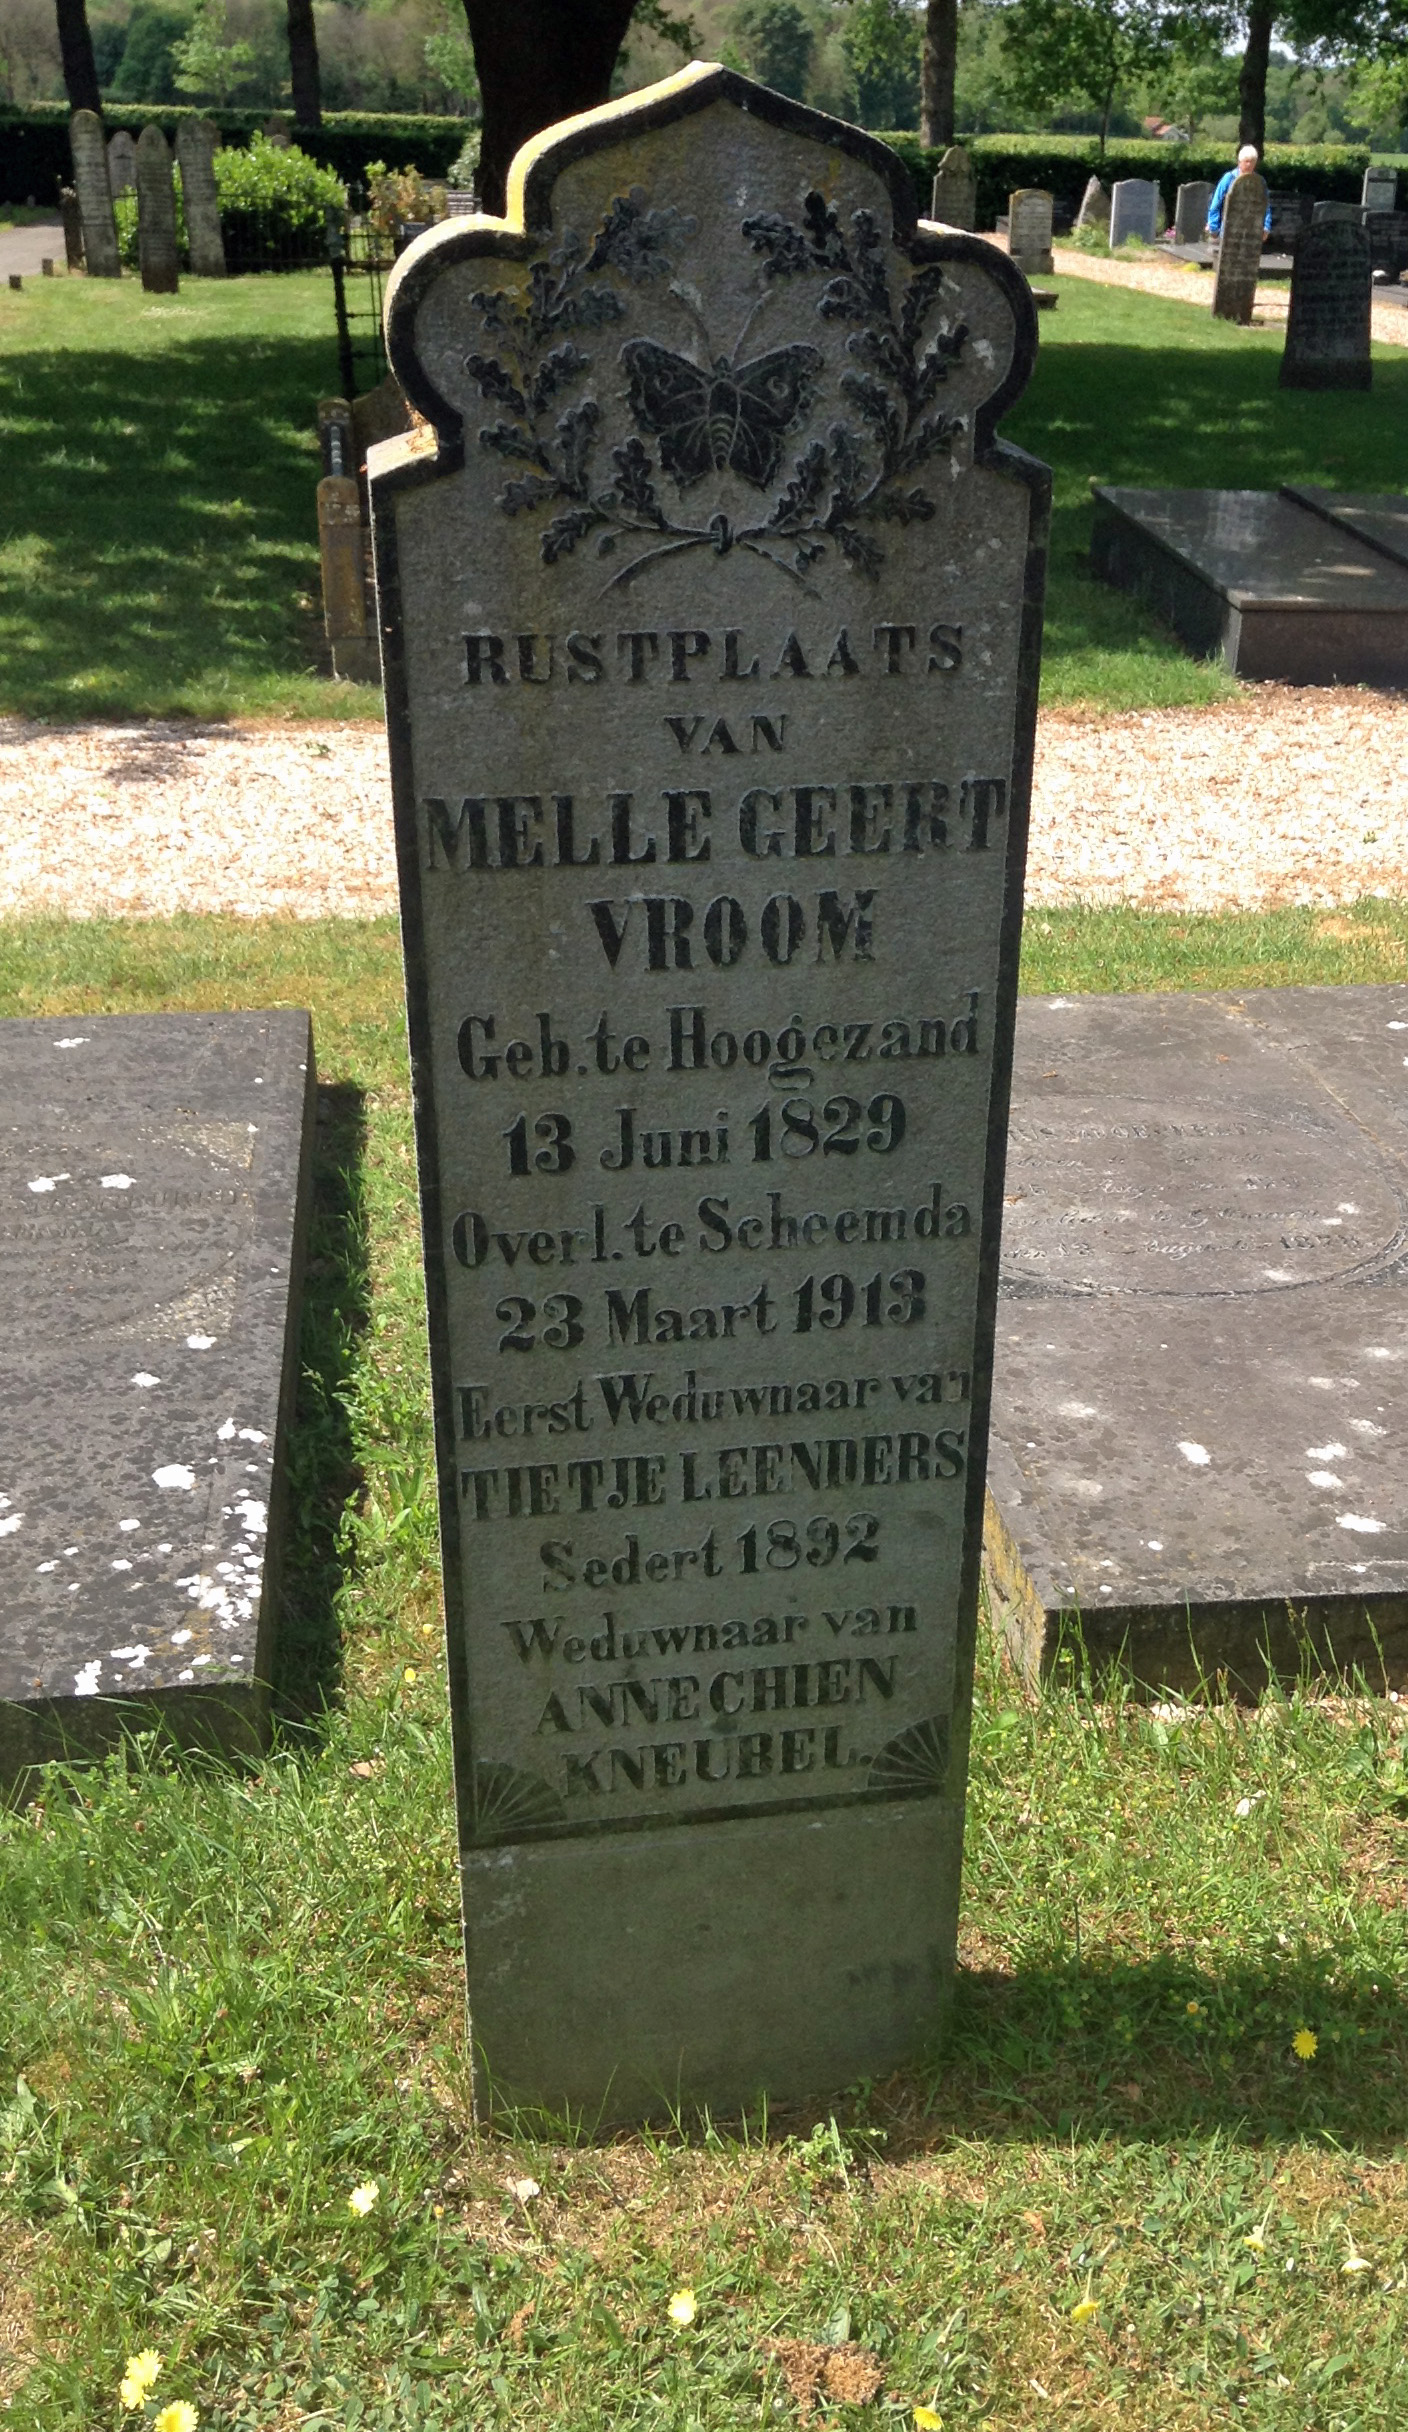 RUSTPLAATS
VAN
MELLE GEERT
VROOM
Geb. te Hoogezand
13 Juni 1829
Overl. te Scheemda
23 Maart 1913
Eerst Weduwnaar van
TIETJE LEENDERS
Sedert 1892
Weduwnaar van
ANNECHIEN
KNEUBEL.